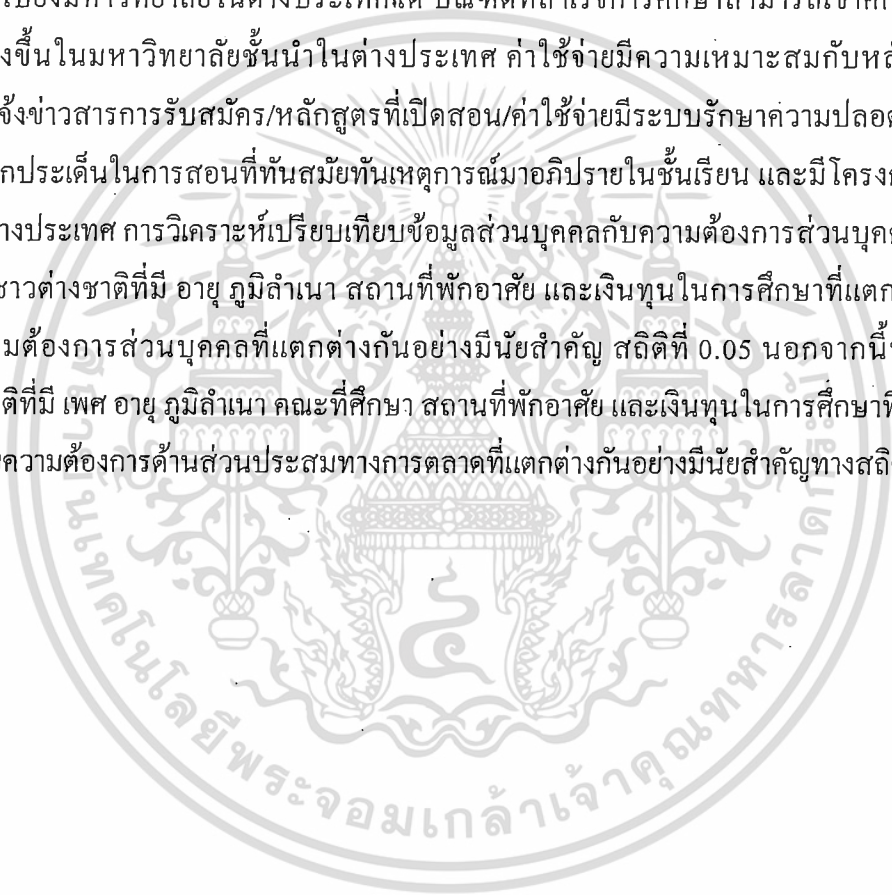 งขึ้นในมหาวิทยาลัยชั้นนำในต่างประเทศ ค่าใช้จ่ายมีความเหมาะสมกับหลั
จ้งข่าวสารการรับสมัคร/หลักสูตรที่เปิดสอน/ค่าใช้จ่ายมีระบบรักษาความปลอด
กประเด็นในการสอนที่ทันสมัยทันเหตุการณ์มาอภิปรายในชั้นเรียน และมีโครงก
างประเทศ การวิเคราะห์เปรียบเทียบข้อมูลส่วนบุคคลกับความต้องการส่วนบุคค
ชาวต่างชาติที่มี อายุ ภูมิลำเนา สถานที่พักอาศัย และเงินทุนในการศึกษาที่แตก
มต้องการส่วนบุคคลที่แตกต่างกันอย่างมีนัยสำคัญ สถิติที่ 0.05 นอกจากนี้
ติที่มี เพศ อายุ ภูมิลำเนา คณะที่ศึกษา สถานที่พักอาศัย และเงินทุนในการศึกษาที่
ความต้องการด้านส่วนประสมทางการตลาดที่แตกต่างกันอย่างมีนัยสำคัญทางสถิ
เทคโนโลยีพระจอมเกล้าเจ้าคุณทหารลาดกระบัง